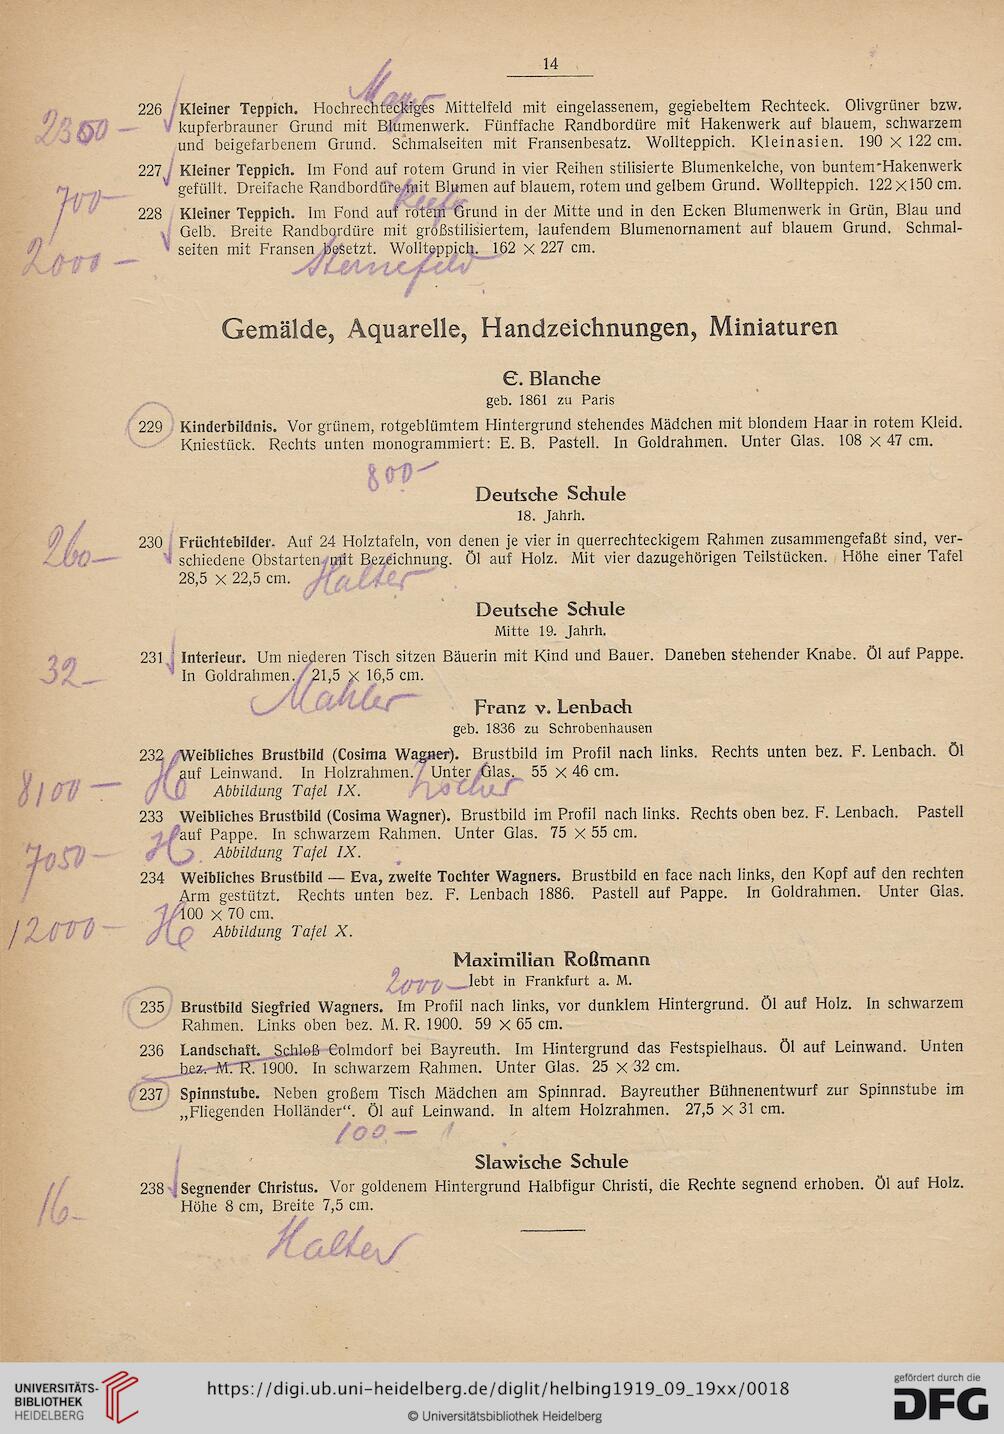 14
Mayer
2300 —
226 Kleiner Teppich. Hochrechteckiges Mittelfeld mit eingelassenem, gegiebeltem Rechteck. Olivgrüner bzw.
kupferbrauner Grund mit Blumenwerk. Fünffache Randbordüre mit Hakenwerk auf blauem, schwarzem
und beigefarbenem Grund. Schmalseiten mit Fransenbesatz. Wollteppich. Kleinasien. 190 × 122 cm.
700 —
227 Kleiner Teppich. Im Fond auf rotem Grund in vier Reihen stilisierte Blumenkelche, von buntem Hakenwerk
gefüllt. Dreifache Randbordüre mit Blumen auf blauem, rotem und gelbem Grund. Wollteppich. 122×150 cm.
228 Kleiner Teppich. Im Fond auf rotem Grund in der Mitte und in den Ecken Blumenwerk in Grün, Blau und
Gelb. Breite Randbordüre mit großstilisiertem, laufendem Blumenornament auf blauem Grund. Schmal-
2000 —
seiten mit Fransen besetzt. Wollteppich. 162 × 227 cm.
Sternefeld
Gemälde, Aquarelle, Handzeichnungen, Miniaturen
E. Blanche
geb. 1861 zu Paris
229 Kinderbildnis. Vor grünem, rotgeblümtem Hintergrund stehendes Mädchen mit blondem Haar in rotem Kleid.
Kniestück. Rechts unten monogrammiert: E. B. Pastell. In Goldrahmen. Unter Glas. 108 × 47 cm.
800 —
Deutsche Schule
18. Jahrh.
260 —
230 Früchtebilder. Auf 24 Holztafeln, von denen je vier in querrechteckigem Rahmen zusammengefaßt sind, ver-
schiedene Obstarten mit Bezeichnung. Öl auf Holz. Mit vier dazugehörigen Teilstücken. Höhe einer Tafel
28,5 × 22,5 cm.
Halter
Deutsche Schule
Mitte 19. Jahrh.
32 —
231 Interieur. Um niederen Tisch sitzen Bäuerin mit Kind und Bauer. Daneben stehender Knabe. Öl auf Pappe.
In Goldrahmen. 21,5 × 16,5 cm.
Mahler
Franz v. Lenbach
geb. 1836 zu Schrobenhausen
232 Weibliches Brustbild (Cosima Wagner). Brustbild im Profil nach links. Rechts unten bez. F. Lenbach. Öl
auf Leinwand. In Holzrahmen. Unter Glas. 55 × 46 cm.
8100 —
Abbildung Tafel IX.
233 Weibliches Brustbild (Cosima Wagner). Brustbild im Profil nach links. Rechts oben bez. F. Lenbach. Pastell
auf Pappe. In schwarzem Rahmen. Unter Glas. 75 × 55 cm.
7050 —
Abbildung Tafel IX.
234 Weibliches Brustbild — Eva, zweite Tochter Wagners. Brustbild en face nach links, den Kopf auf den rechten
Arm gestützt. Rechts unten bez. F. Lenbach 1886. Pastell auf Pappe. In Goldrahmen. Unter Glas.
100 × 70 cm.
12000 —
Abbildung Tafel X.
Maximilian Roßmann
2000 —
lebt in Frankfurt a. M.
235 Brustbild Siegfried Wagners. Im Profil nach links, vor dunklem Hintergrund. Öl auf Holz. In schwarzem
Rahmen. Links oben bez. M. R. 1900. 59 × 65 cm.
236 Landschaft. Schloß Colmdorf bei Bayreuth. Im Hintergrund das Festspielhaus. Öl auf Leinwand. Unten
bez. M. R. 1900. In schwarzem Rahmen. Unter Glas. 25 × 32 cm.
237 Spinnstube. Neben großem Tisch Mädchen am Spinnrad. Bayreuther Bühnenentwurf zur Spinnstube im
„Fliegenden Holländer“. Öl auf Leinwand. In altem Holzrahmen. 27,5 × 31 cm.
100 —
Slawische Schule
238 Segnender Christus. Vor goldenem Hintergrund Halbfigur Christi, die Rechte segnend erhoben. Öl auf Holz.
16 —
Höhe 8 cm, Breite 7,5 cm.
Halter
UNIVERSITÄTS-
BIBLIOTHEK
HEIDELBERG
https://digi.ub.uni-heidelberg.de/diglit/helbing1919_09_19xx/0018
© Universitätsbibliothek Heidelberg
gefördert durch die
DFG